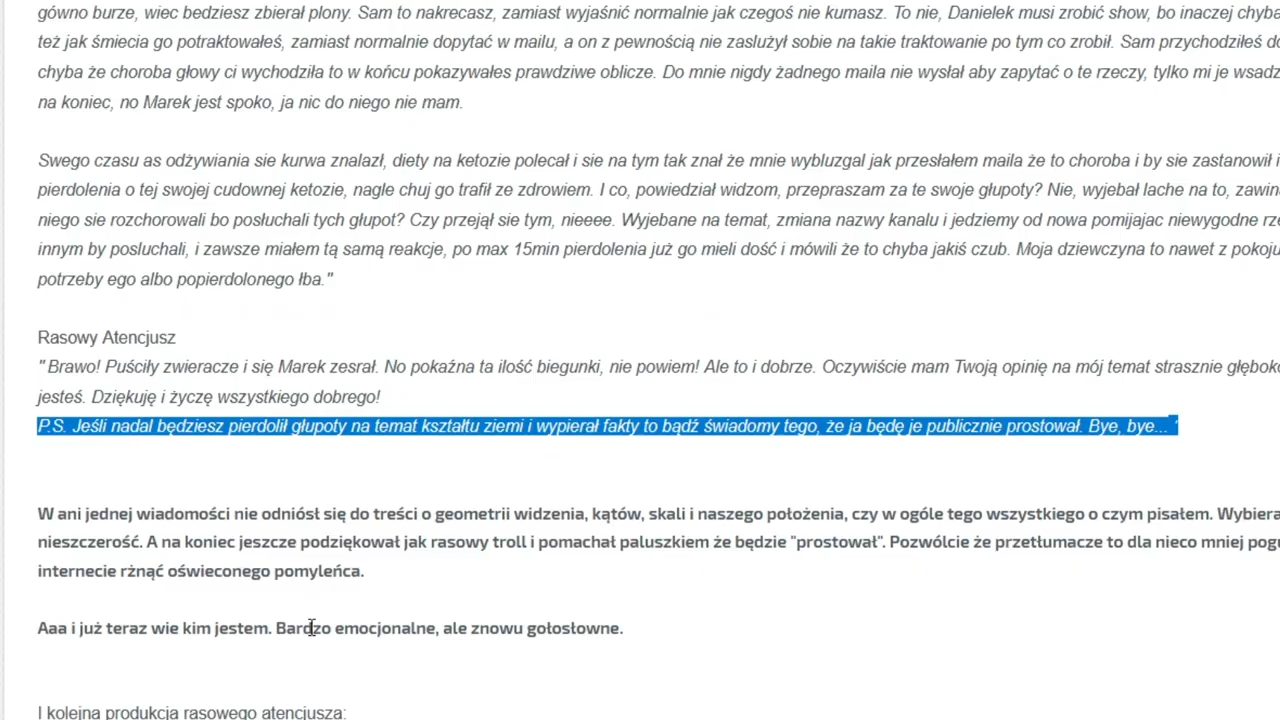 gówno burze, wiec bedziesz zbierał plony. Sam to nakrecasz, zamiast wyjaśnić normalnie jak czegoś nie kumasz. To nie, Danielek musi zrobić show, bo inaczej chyba
też jak śmiecia go potraktowałeś, zamiast normalnie dopytać w mailu, a on z pewnością nie zaslużył sobie na takie traktowanie po tym co zrobił. Sam przychodziłeś
chyba że choroba głowy ci wychodziła to w końcu pokazywałes prawdziwe oblicze. Do mnie nigdy żadnego maila nie wysłał aby zapytać o te rzeczy, tylko mi je
na koniec, no Marek jest spoko, ja nic do niego nie mam.
Swego czasu as odżywiania sie kurwa znalazł, diety na ketozie polecał i sie na tym tak znał że mnie wybluzgal jak przesłałem maila że to choroba i by sie zastanowił
pierdolenia o tej swojej cudownej ketozie, nagle chuj go trafił ze zdrowiem. I co, powiedział widzom, przepraszam za te swoje głupoty? Nie, wyjebał lache na to,
niego sie rozchorowali bo posłuchali tych głupot? Czy przejął sie tym, nieeee. Wyjebane na temat, zmiana nazwy kanalu i jedziemy od nowa pomijajac niewygodne
innym by posluchali, i zawsze miałem tą samą reakcje, po max 15min pierdolenia już go mieli dość i mówili że to chyba jakiś czub. Moja dziewczyna to nawet z pokoju
potrzeby ego albo popierdolonego łba."
Rasowy Atencjusz
"Brawo! Puściły zwieracze i się Marek zesrał. No pokaźna ta ilość biegunki, nie powiem! Ale to i dobrze. Oczywiście mam Twoją opinię na mój temat strasznie
jesteś. Dziękuję i życzę wszystkiego dobrego!
P.S. Jeśli nadal będziesz pierdolił głupoty na temat kształtu ziemi i wypierał fakty to bądź świadomy tego, że ja będę je publicznie prostował. Bye, bye... "
W ani jednej wiadomości nie odniósł się do treści o geometrii widzenia, kątów, skali i naszego położenia, czy w ogóle tego wszystkiego o czym pisałem.
nieszczerość. A na koniec jeszcze podziękował jak rasowy troll i pomachał paluszkiem że będzie "prostował". Pozwólcie że przetłumacze to dla nieco mniej
internecie rżnąć oświeconego pomyleńca.
Aaa i już teraz wie kim jestem. Bardzo emocjonalne, ale znowu gołosłowne.
I kolejna produkcja rasowego atencjusza: